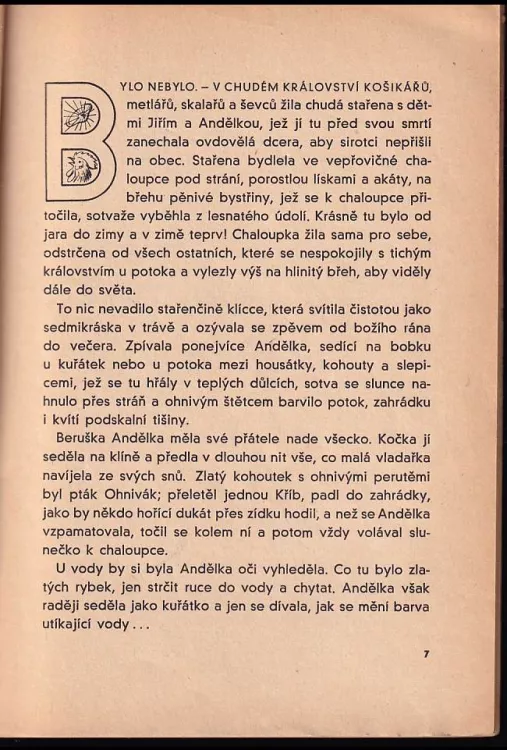 BYLO NEBYLO. – V CHUDÉM KRÁLOVSTVÍ KOŠIKÁŘŮ,
metlářů, skalařů a ševců žila chudá stařena s dět-
mi Jiřím a Andělkou, jež jí tu před svou smrtí
zanechala ovdovělá dcera, aby sirotci nepřišli
na obec. Stařena bydlela ve vepřovičné cha-
loupce pod strání, porostlou lískami a akáty, na
břehu pěnivé bystřiny, jež se k chaloupce při-
točila, sotvaže vyběhla z lesnatého údolí. Krásně tu bylo od
jara do zimy a v zimě teprv! Chaloupka žila sama pro sebe,
odstrčena od všech ostatních, které se nespokojily s tichým
královstvím u potoka a vylezly výš na hlinitý břeh, aby viděly
dále do světa.
To nic nevadilo stařenčině klícce, která svítila čistotou jako
sedmikráska v trávě a ozývala se zpěvem od božího rána
do večera. Zpívala ponejvíce Andělka, sedící na bobku
u kuřátek nebo u potoka mezi housátky, kohouty a slepi-
cemi, jež se tu hřály v teplých důlcích, sotva se slunce na-
hnulo přes stráň a ohnivým štětcem barvilo potok, zahrádku
i kvítí podskalní tišiny.
Beruška Andělka měla své přátele nade všecko. Kočka jí
seděla na klíně a předla v dlouhou nit vše, co malá vladařka
navíjela ze svých snů. Zlatý kohoutek s ohnivými perutěmi
byl pták Ohnivák; přeletěl jednou Kříb, padl do zahrádky,
jako by někdo hořící dukát přes zídku hodil, a než se Andělka
vzpamatovala, točil se kolem ní a potom vždy volával slu-
nečko k chaloupce.
U vody by si byla Andělka oči vyhleděla. Co tu bylo zla-
tých rybek, jen strčit ruce do vody a chytat. Andělka však
raději seděla jako kuřátko a jen se dívala, jak se mění barva
utíkající vody . . .
7